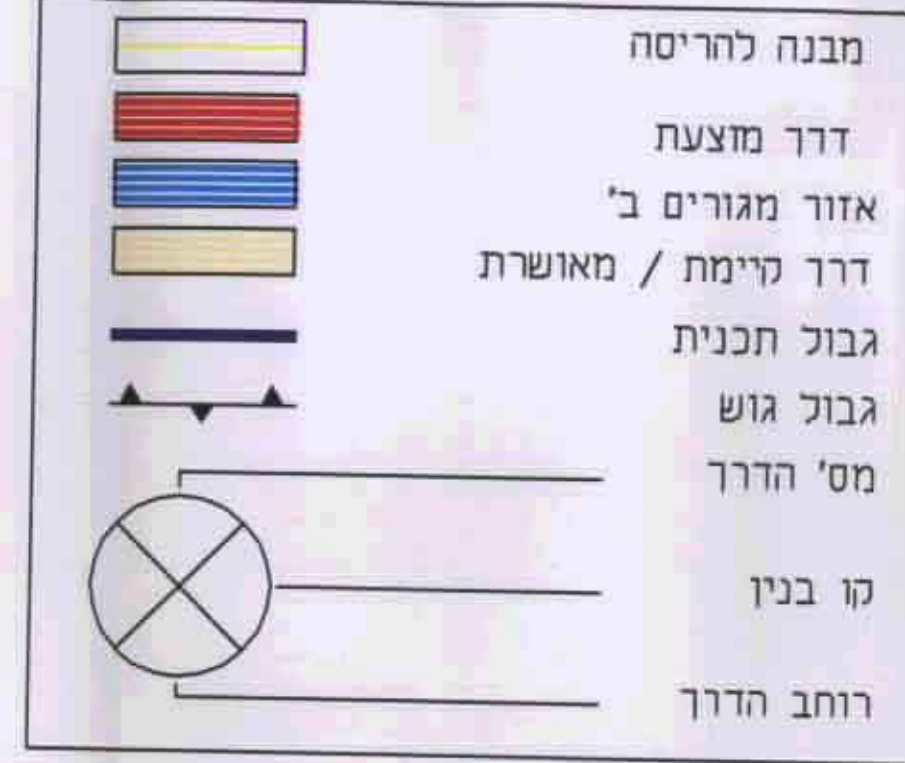 מבנה להריסה
דרך מוצעת
אזור מגורים ב'
דרך קיימת / מאושרת
גבול תכנית
גבול גוש
מס' הדרך
קו בנין
רוחב הדרך